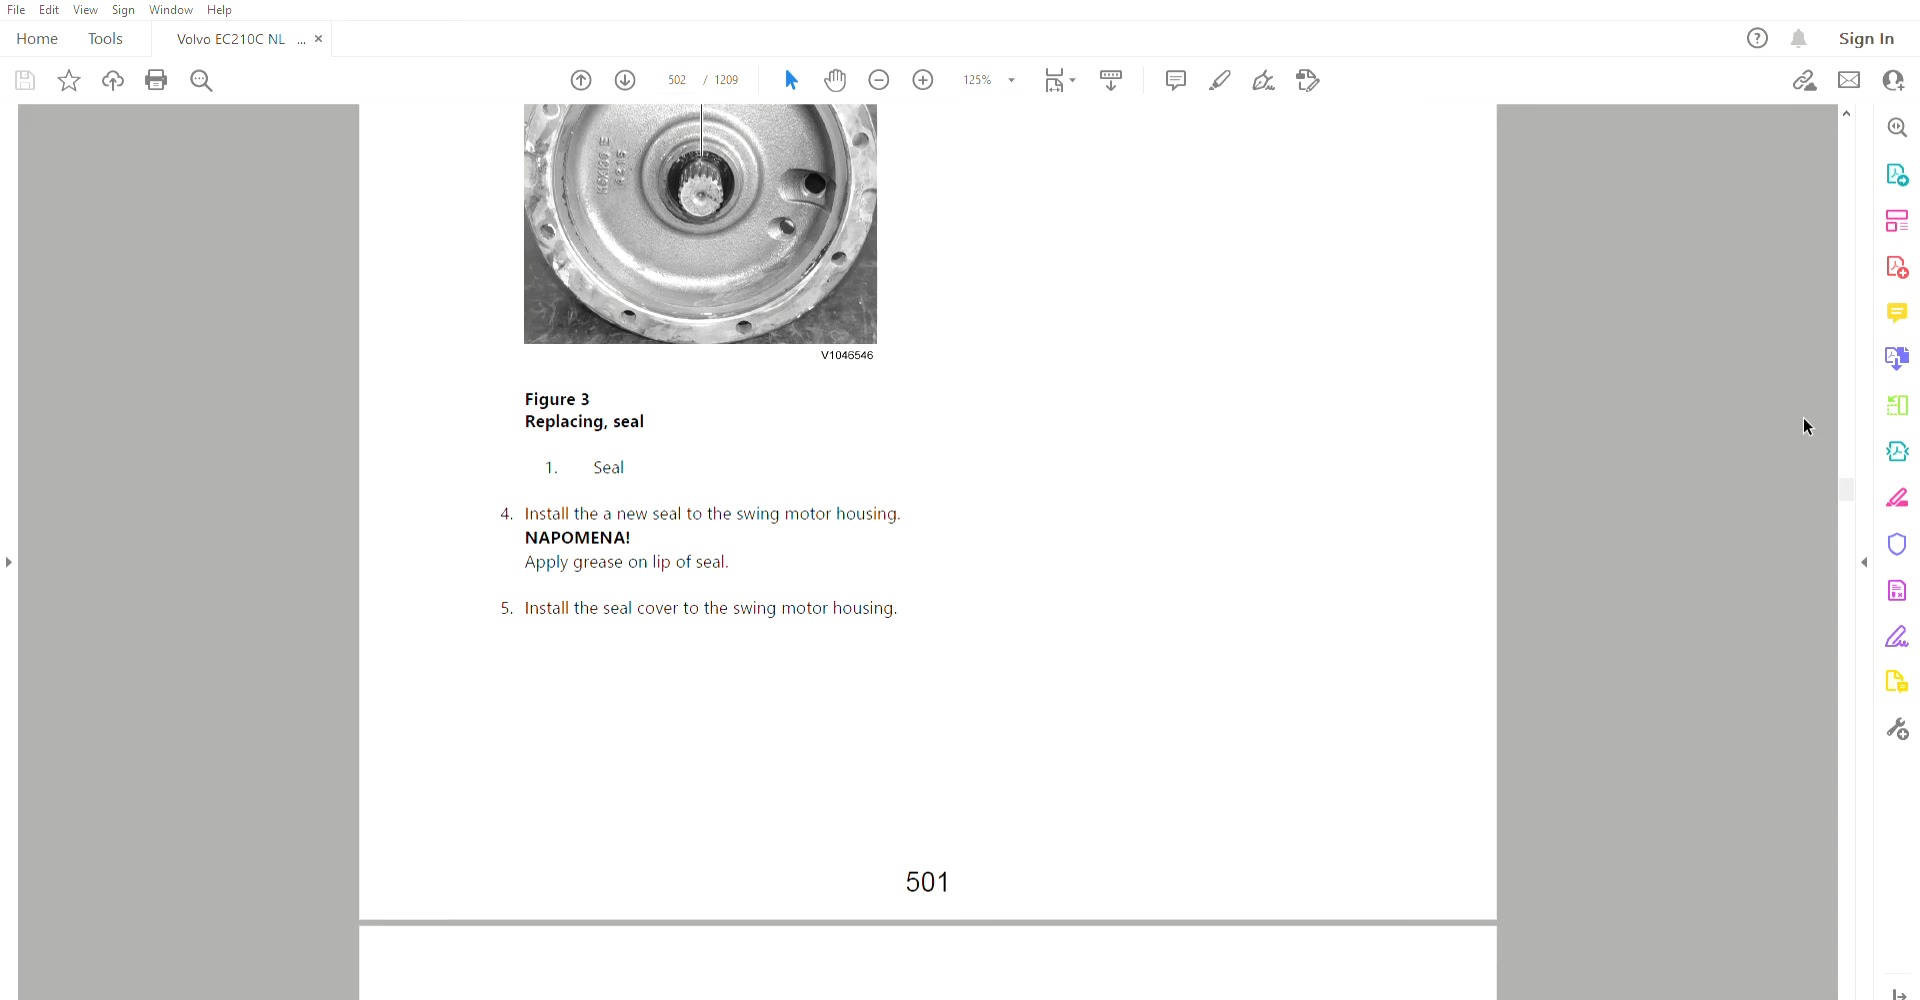 File Edit View Sign Window Help
Home Tools Volvo EC210C NL ... × Sign In
502 / 1209 125%
V1046546
Figure 3
Replacing, seal
1. Seal
4. Install the a new seal to the swing motor housing.
NAPOMENA!
Apply grease on lip of seal.
5. Install the seal cover to the swing motor housing.
501